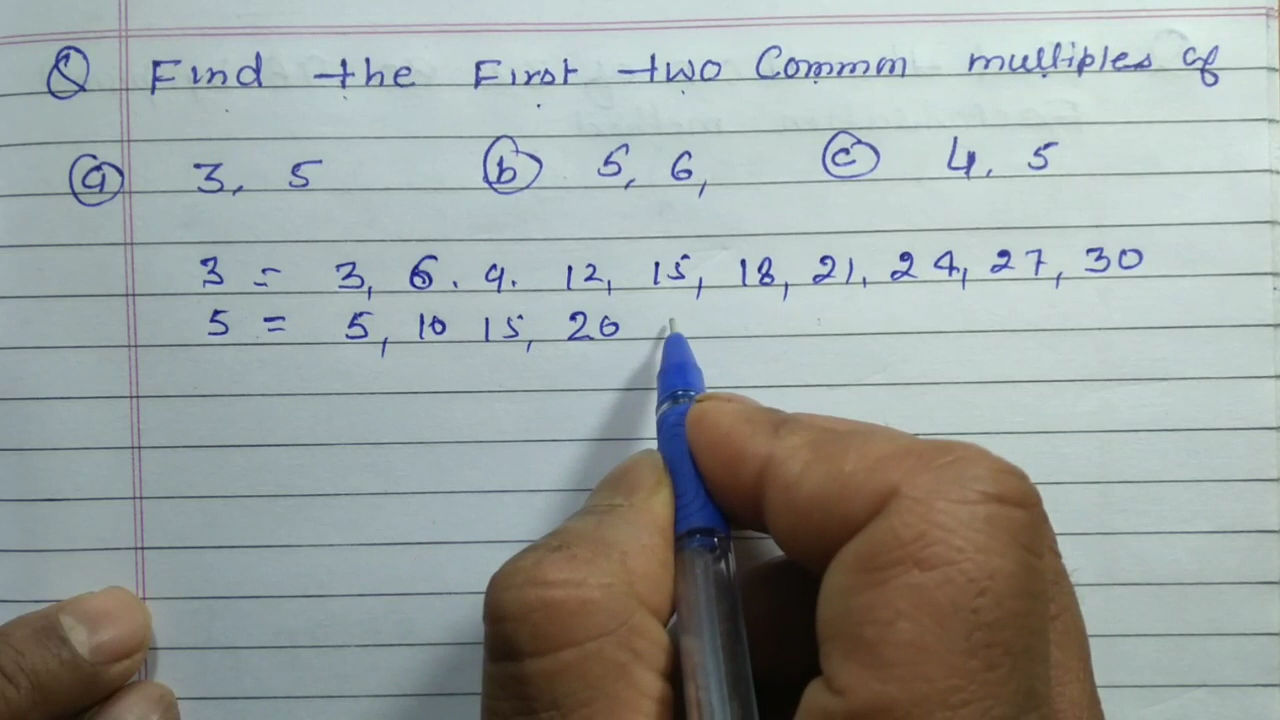 Q Find the First two Common multiples of
a 3, 5 b 5, 6, c 4, 5
3 = 3, 6. 9. 12, 15, 18, 21, 24, 27, 30
5 = 5, 10 15, 20